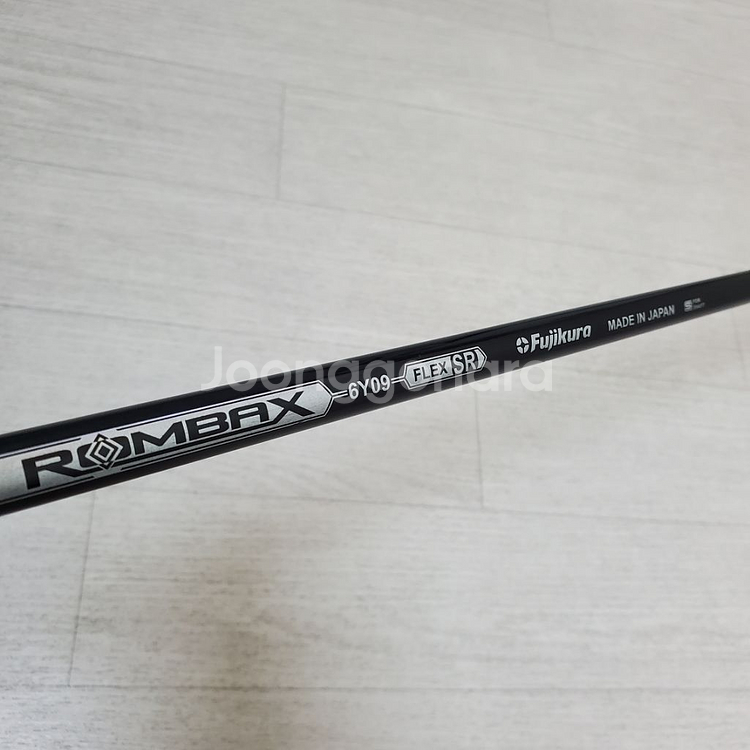 ROMBAX 6Y09 FLEX SR Fujikura MADE IN JAPAN
Joonggonara